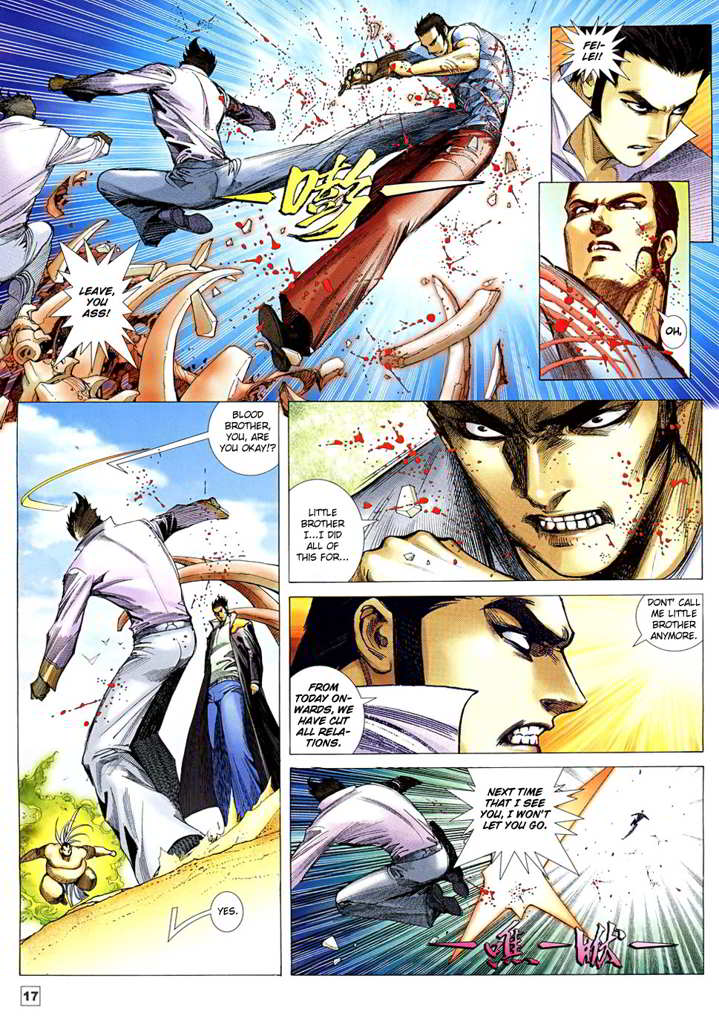 FEI-
LEI!
嘭
LEAVE,
YOU
ASS!
OH,
BLOOD
BROTHER,
YOU, ARE
YOU OKAY!?
LITTLE
BROTHER
I...I DID
ALL OF
THIS FOR...
DONT' CALL
ME LITTLE
BROTHER
ANYMORE.
FROM
TODAY ON-
WARDS, WE
HAVE CUT
ALL RELA-
TIONS.
NEXT TIME
THAT I SEE
YOU, I WON'T
LET YOU GO.
YES.
17